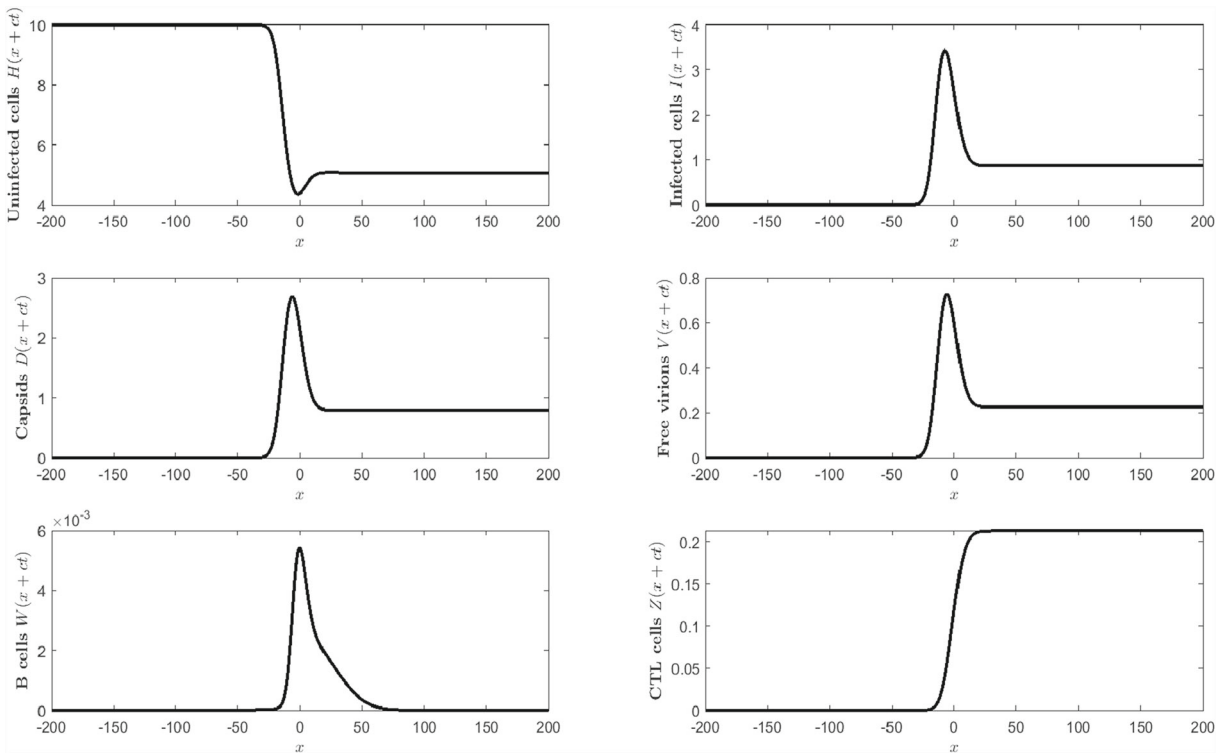 Uninfected cells H(x + ct)
10
8
6
4
-200 -150 -100 -50 0 50 100 150 200
x
Infected cells I(x + ct)
4
3
2
1
0
-200 -150 -100 -50 0 50 100 150 200
x
Capsids D(x + ct)
3
2
1
0
-200 -150 -100 -50 0 50 100 150 200
x
Free virions V(x + ct)
0.8
0.6
0.4
0.2
0
-200 -150 -100 -50 0 50 100 150 200
x
B cells W(x + ct)
×10⁻³
6
4
2
0
-200 -150 -100 -50 0 50 100 150 200
x
CTL cells Z(x + ct)
0.2
0.15
0.1
0.05
0
-200 -150 -100 -50 0 50 100 150 200
x